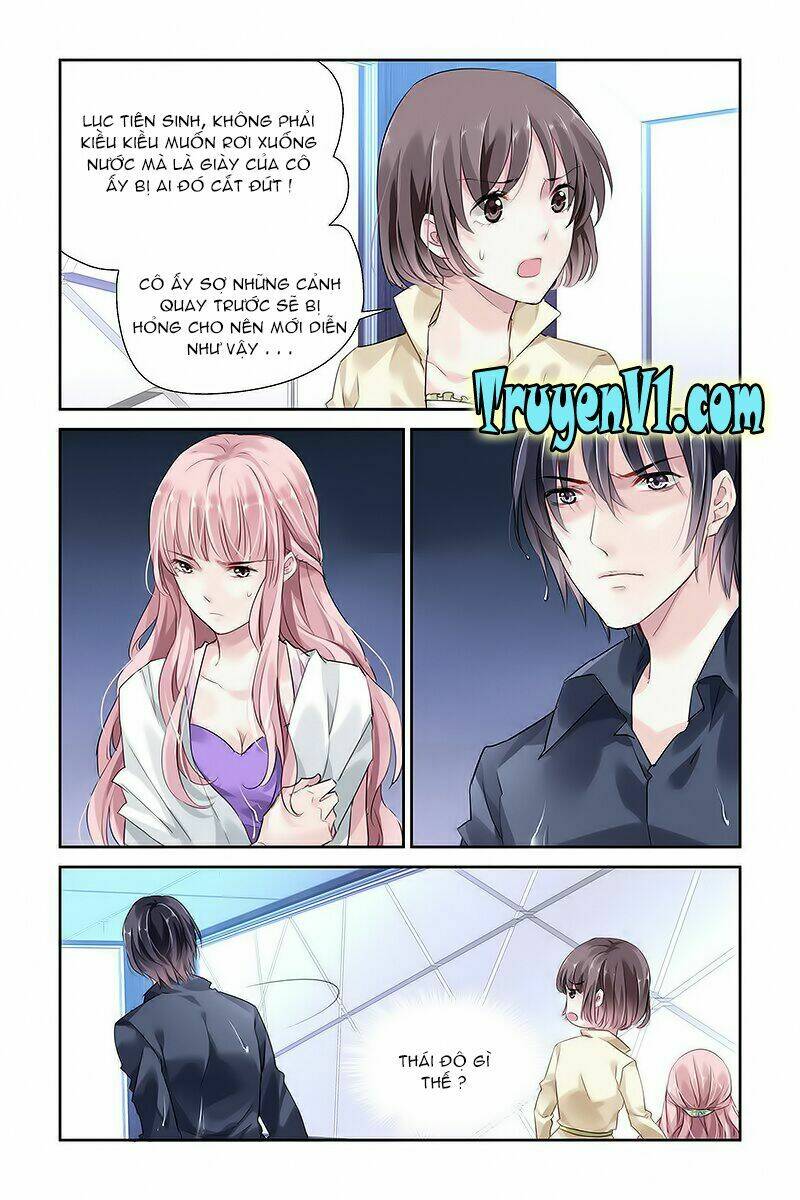 LỤC TIÊN SINH, KHÔNG PHẢI
KIỀU KIỀU MUỐN RƠI XUỐNG
NƯỚC MÀ LÀ GIÀY CỦA CÔ
ẤY BỊ AI ĐÓ CẮT ĐỨT !
CÔ ẤY SỢ NHỮNG CẢNH
QUAY TRƯỚC SẼ BỊ
HỎNG CHO NÊN MỚI DIỄN
NHƯ VẬY . . .
TruyenV1.com
THÁI ĐỘ GÌ
THẾ ?